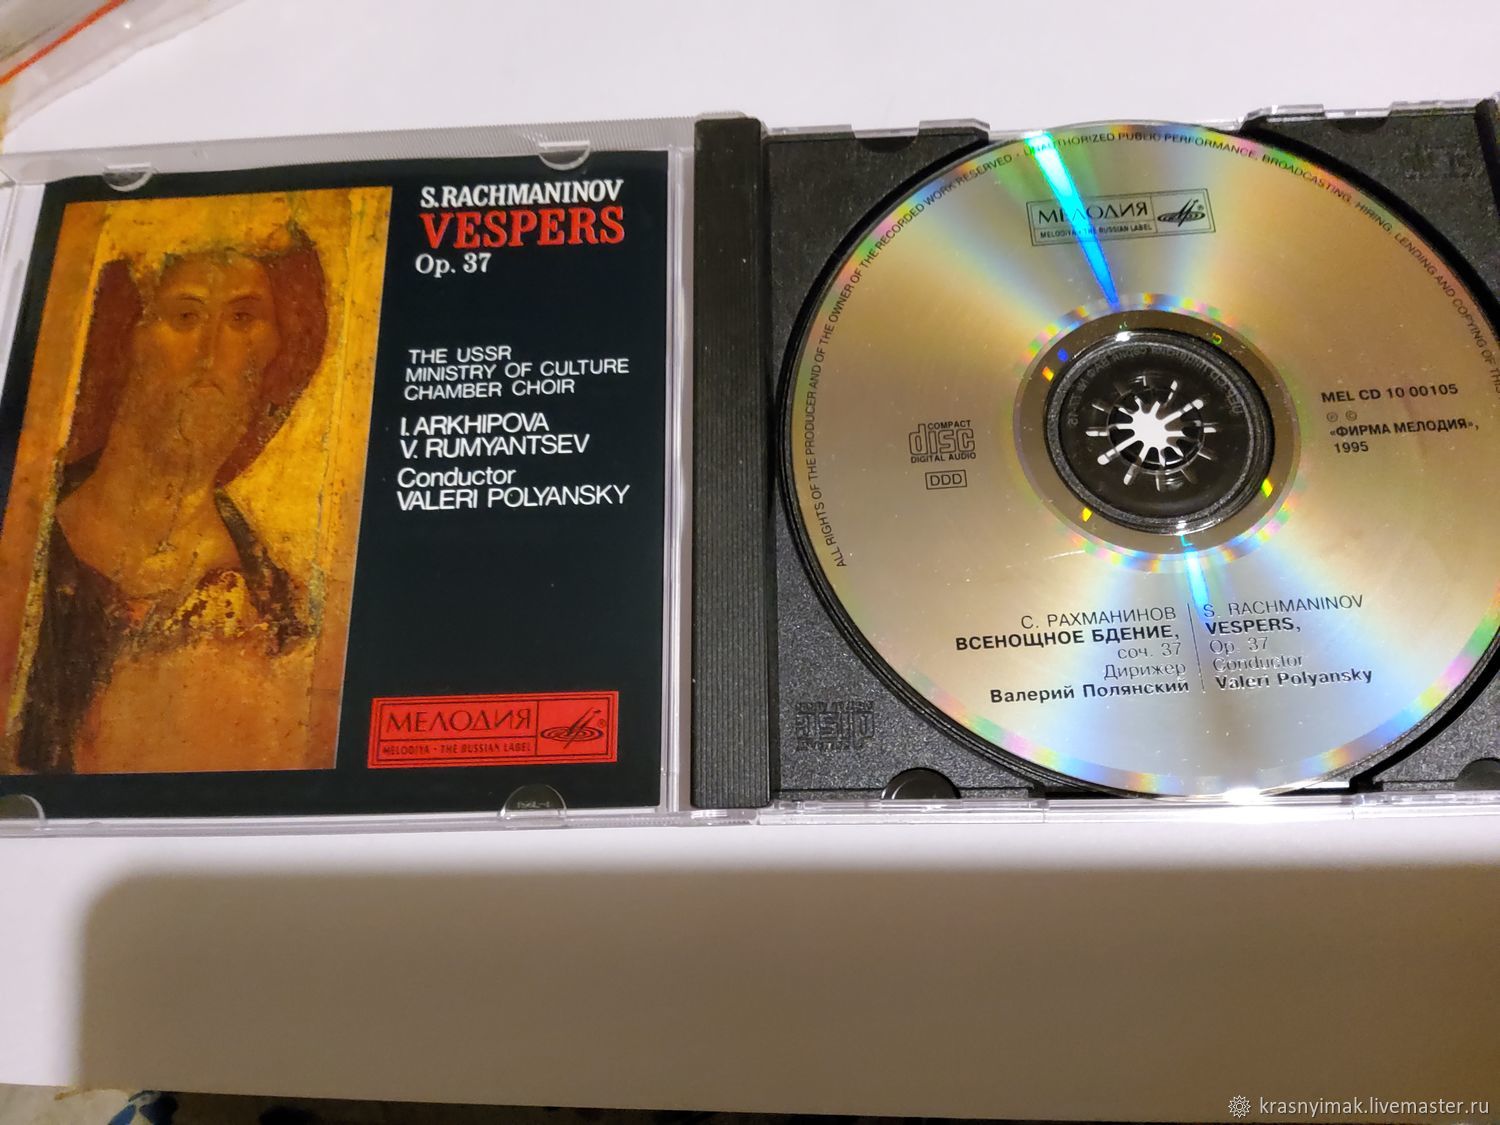 S.RACHMANINOV
VESPERS
Op. 37
THE USSR
MINISTRY OF CULTURE
CHAMBER CHOIR
I.ARKHIPOVA
V. RUMYANTSEV
Conductor
VALERI POLYANSKY
МЕЛОДИЯ
MELODIYA • THE RUSSIAN LABEL
ALL RIGHTS OF THE PRODUCER AND OF THE OWNER OF THE RECORDED WORK RESERVED • UNAUTHORIZED PUBLIC PERFORMANCE, BROADCASTING, HIRING, LENDING AND COPYING OF THIS
МЕЛОДИЯ
MELODIYA • THE RUSSIAN LABEL
COMPACT
disc
DIGITAL AUDIO
DDD
MEL CD 10 00105
℗ ©
«ФИРМА МЕЛОДИЯ»,
1995
С. РАХМАНИНОВ
ВСЕНОЩНОЕ БДЕНИЕ,
соч. 37
Дирижер
Валерий Полянский
S. RACHMANINOV
VESPERS,
Op. 37
Conductor
Valeri Polyansky
krasnyimak.livemaster.ru